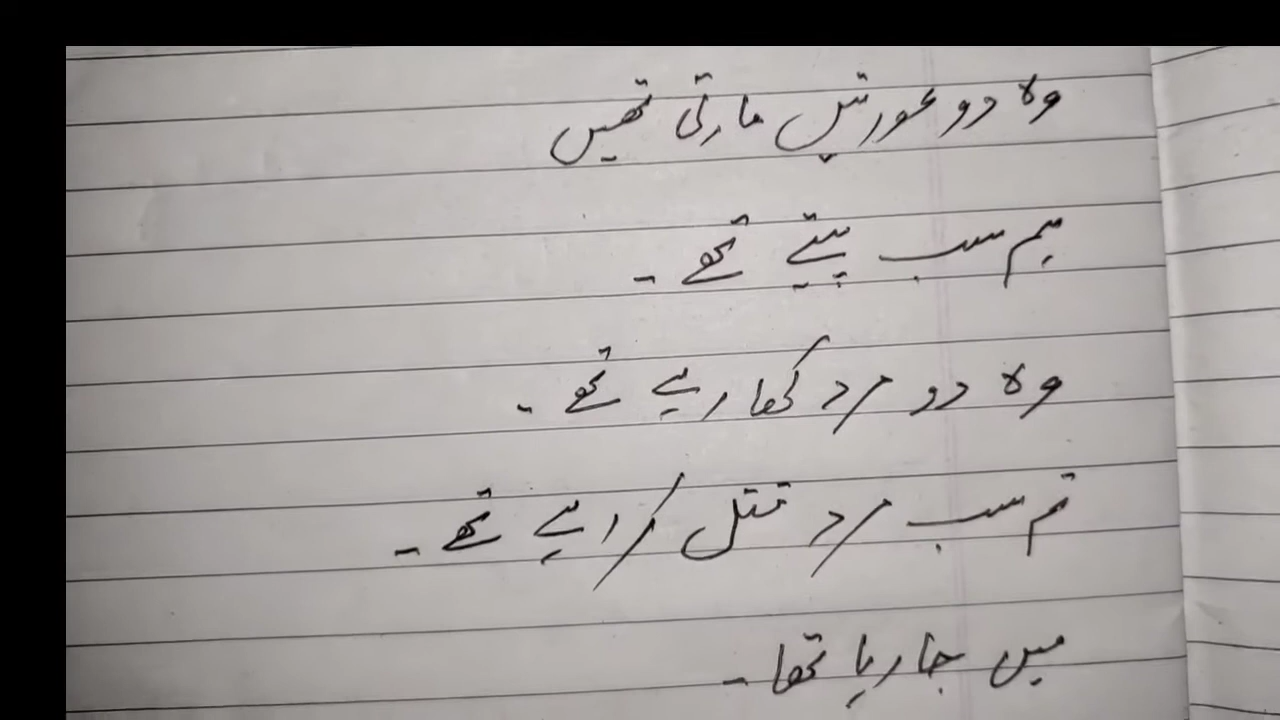 وہ دو عورتیں مارتی تھیں
ہم سب پیتے تھے ۔
وہ دو مرد کھا رہے تھے ۔
تم سب مرد قتل کر رہے تھے ۔
میں جا رہا تھا ۔